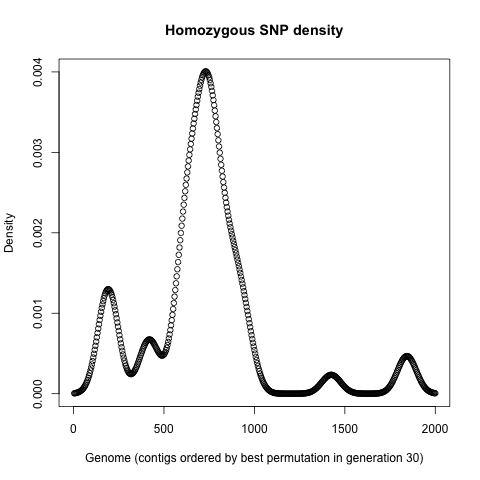 Homozygous SNP density
Density
0.004
0.003
0.002
0.001
0.000
0 500 1000 1500 2000
Genome (contigs ordered by best permutation in generation 30)